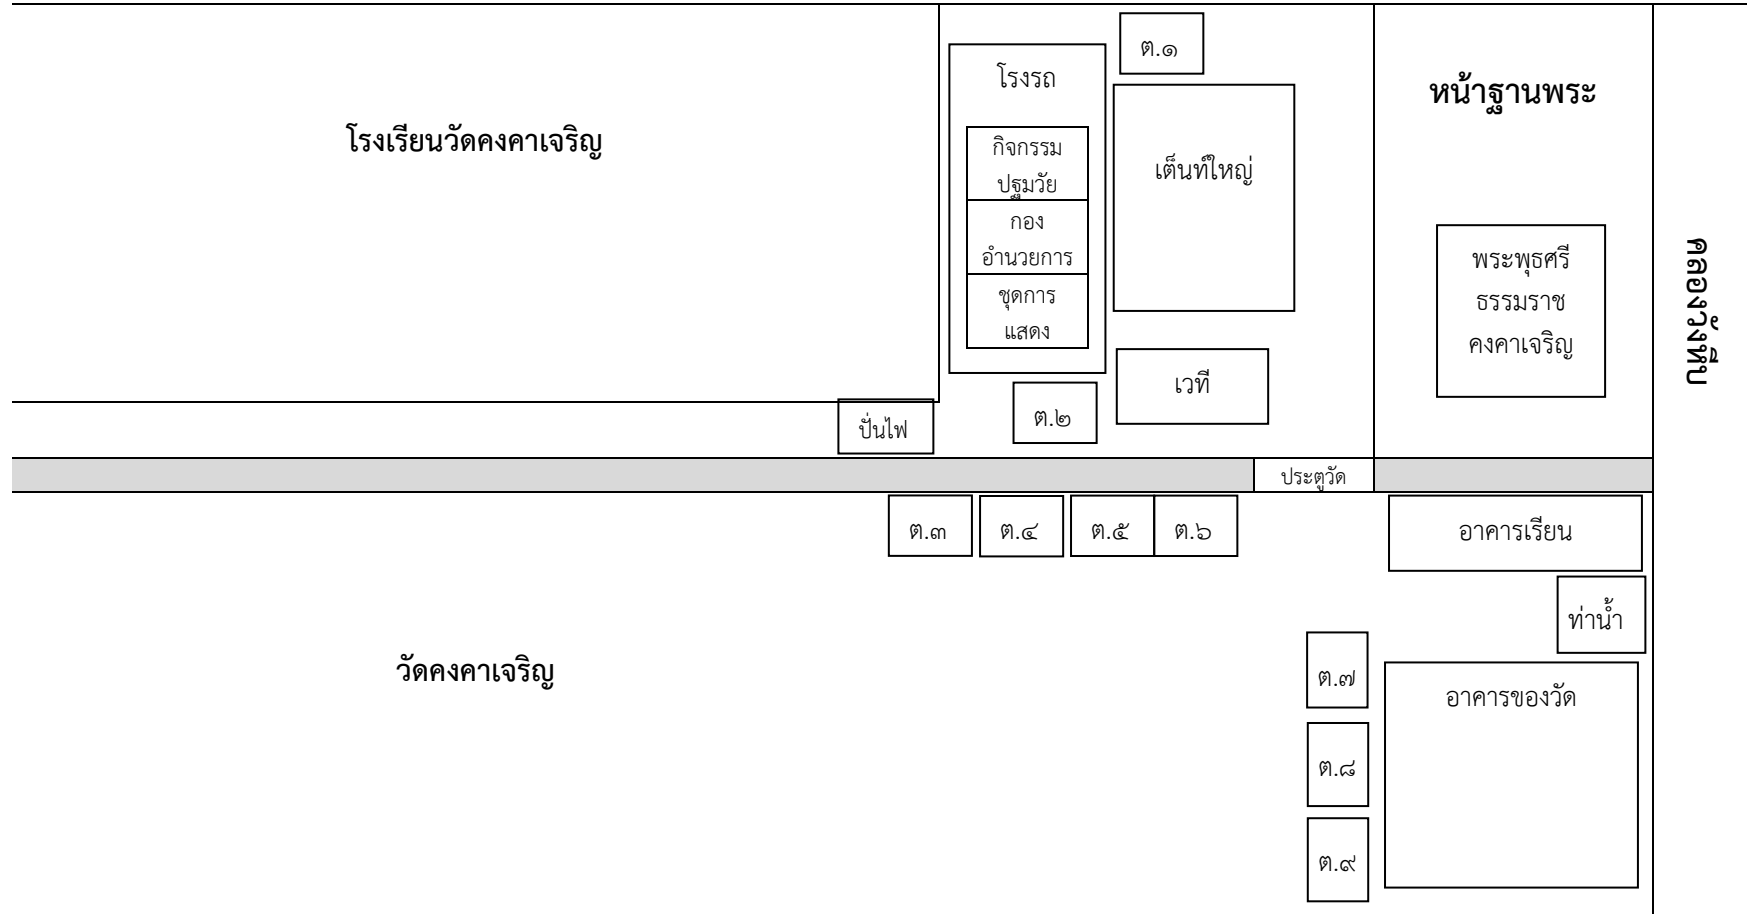 ต.๑
โรงรถ
หน้าฐานพระ
โรงเรียนวัดคงคาเจริญ
กิจกรรม
ปฐมวัย
กอง
อำนวยการ
ชุดการ
แสดง
เต็นท์ใหญ่
พระพุธศรี
ธรรมราช
คงคาเจริญ
คลองวังหีบ
เวที
ต.๒
ปั่นไฟ
ประตูวัด
ต.๓
ต.๔
ต.๕
ต.๖
อาคารเรียน
ท่าน้ำ
วัดคงคาเจริญ
ต.๗
อาคารของวัด
ต.๘
ต.๙